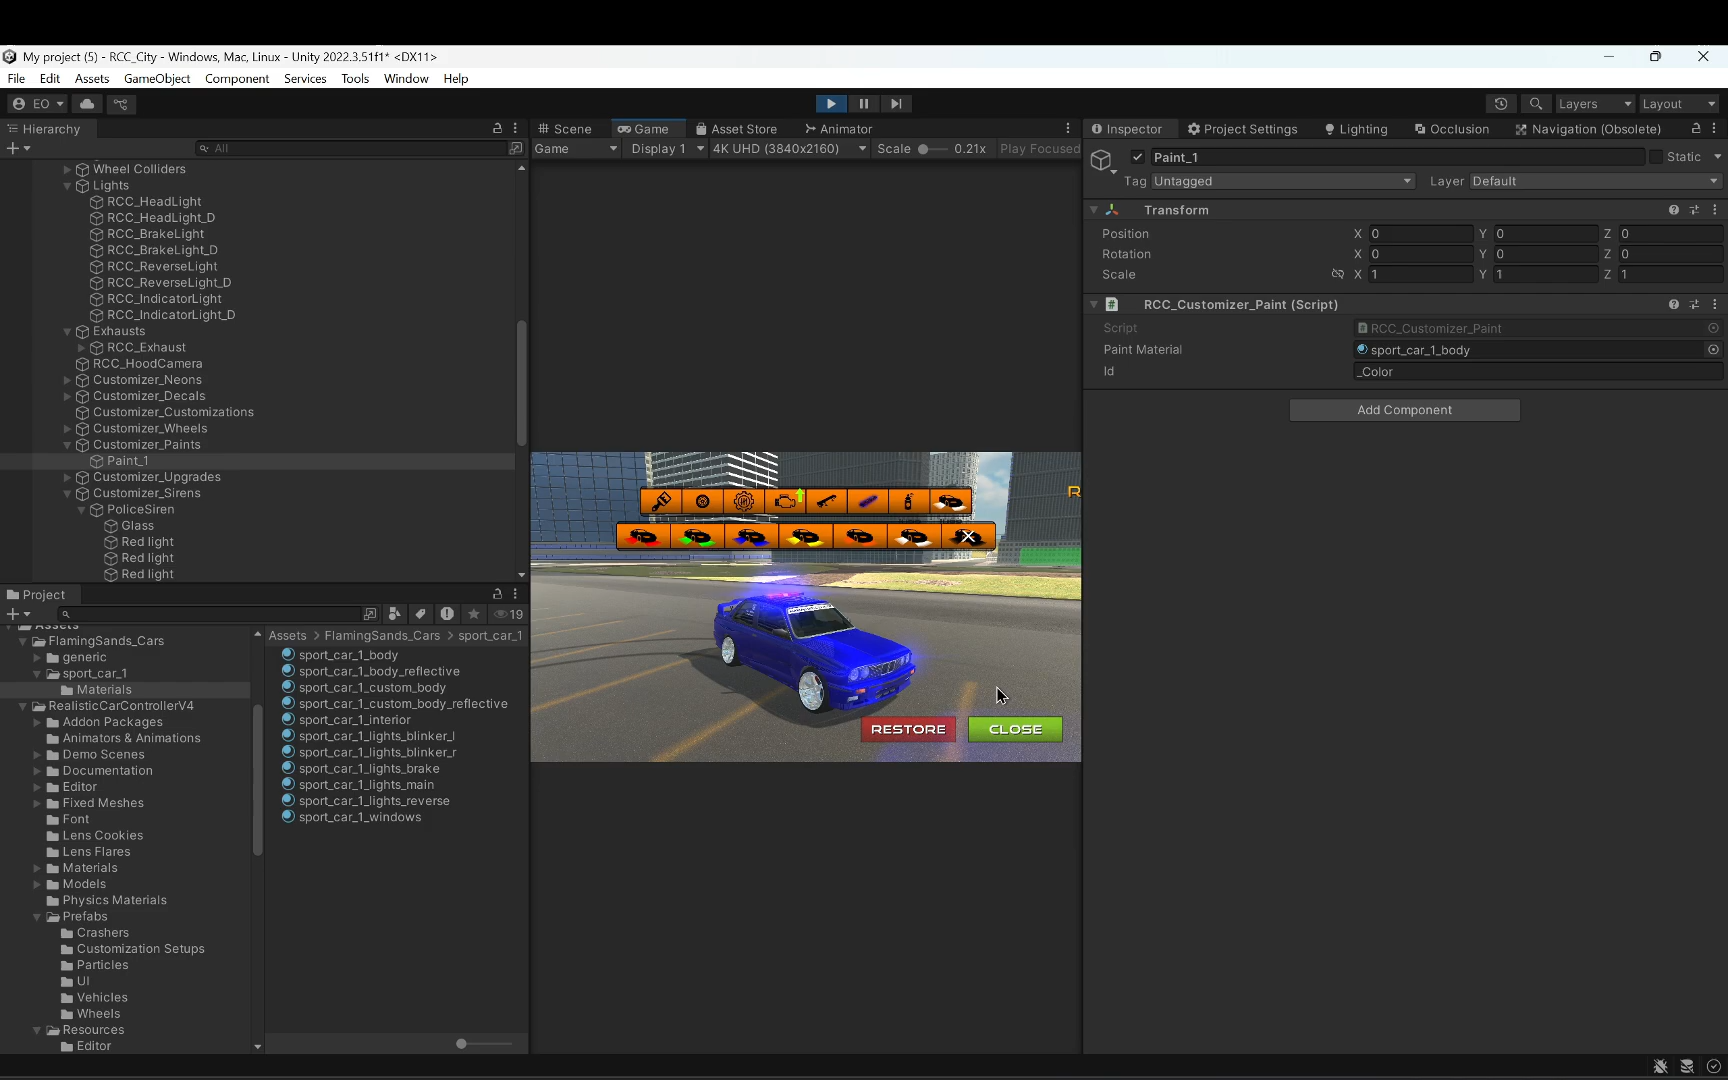 My project (5) - RCC_City - Windows, Mac, Linux - Unity 2022.3.51f1* <DX11>
File Edit Assets GameObject Component Services Tools Window Help
EO
Layers Layout
Hierarchy
All
Wheel Colliders
Lights
RCC_HeadLight
RCC_HeadLight_D
RCC_BrakeLight
RCC_BrakeLight_D
RCC_ReverseLight
RCC_ReverseLight_D
RCC_IndicatorLight
RCC_IndicatorLight_D
Exhausts
RCC_Exhaust
RCC_HoodCamera
Customizer_Neons
Customizer_Decals
Customizer_Customizations
Customizer_Wheels
Customizer_Paints
Paint_1
Customizer_Upgrades
Customizer_Sirens
PoliceSiren
Glass
Red light
Red light
Red light
Project
19
Assets
FlamingSands_Cars
generic
sport_car_1
Materials
RealisticCarControllerV4
Addon Packages
Animators & Animations
Demo Scenes
Documentation
Editor
Fixed Meshes
Font
Lens Cookies
Lens Flares
Materials
Models
Physics Materials
Prefabs
Crashers
Customization Setups
Particles
UI
Vehicles
Wheels
Resources
Editor
Assets > FlamingSands_Cars > sport_car_1
sport_car_1_body
sport_car_1_body_reflective
sport_car_1_custom_body
sport_car_1_custom_body_reflective
sport_car_1_interior
sport_car_1_lights_blinker_l
sport_car_1_lights_blinker_r
sport_car_1_lights_brake
sport_car_1_lights_main
sport_car_1_lights_reverse
sport_car_1_windows
Scene Game Asset Store Animator
Game Display 1 4K UHD (3840x2160) Scale 0.21x Play Focused
R
RESTORE CLOSE
Inspector Project Settings Lighting Occlusion Navigation (Obsolete)
Paint_1 Static
Tag Untagged Layer Default
Transform
Position X 0 Y 0 Z 0
Rotation X 0 Y 0 Z 0
Scale X 1 Y 1 Z 1
RCC_Customizer_Paint (Script)
Script RCC_Customizer_Paint
Paint Material sport_car_1_body
Id _Color
Add Component